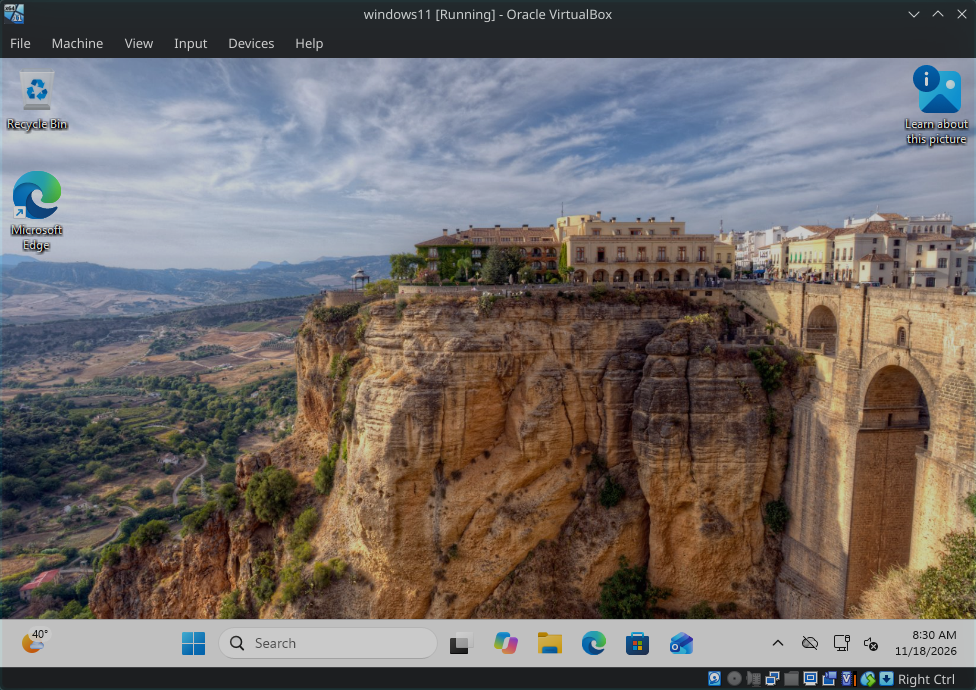 windows11 [Running] - Oracle VirtualBox
File Machine View Input Devices Help
Recycle Bin
Learn about
this picture
Microsoft
Edge
40°
Search
8:30 AM
11/18/2026
Right Ctrl